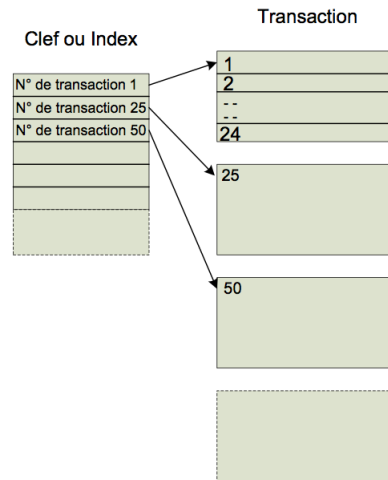 Transaction
Clef ou Index
N° de transaction 1
N° de transaction 25
N° de transaction 50
1
2
- -
- -
24
25
50